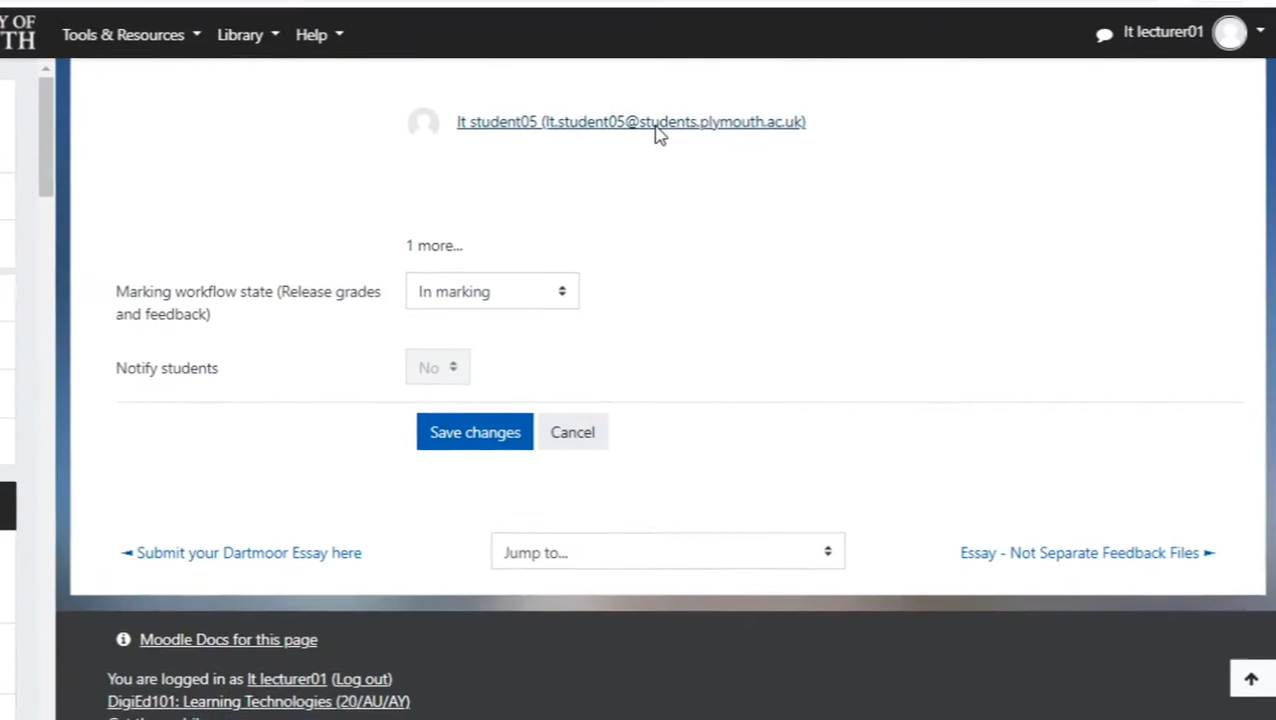 Y OF
TH
Tools & Resources
Library
Help
lt lecturer01
lt student05 (lt.student05@students.plymouth.ac.uk)
1 more...
Marking workflow state (Release grades
and feedback)
In marking
Notify students
No
Save changes
Cancel
◄ Submit your Dartmoor Essay here
Jump to...
Essay - Not Separate Feedback Files ►
Moodle Docs for this page
You are logged in as lt lecturer01 (Log out)
DigiEd101: Learning Technologies (20/AU/AY)